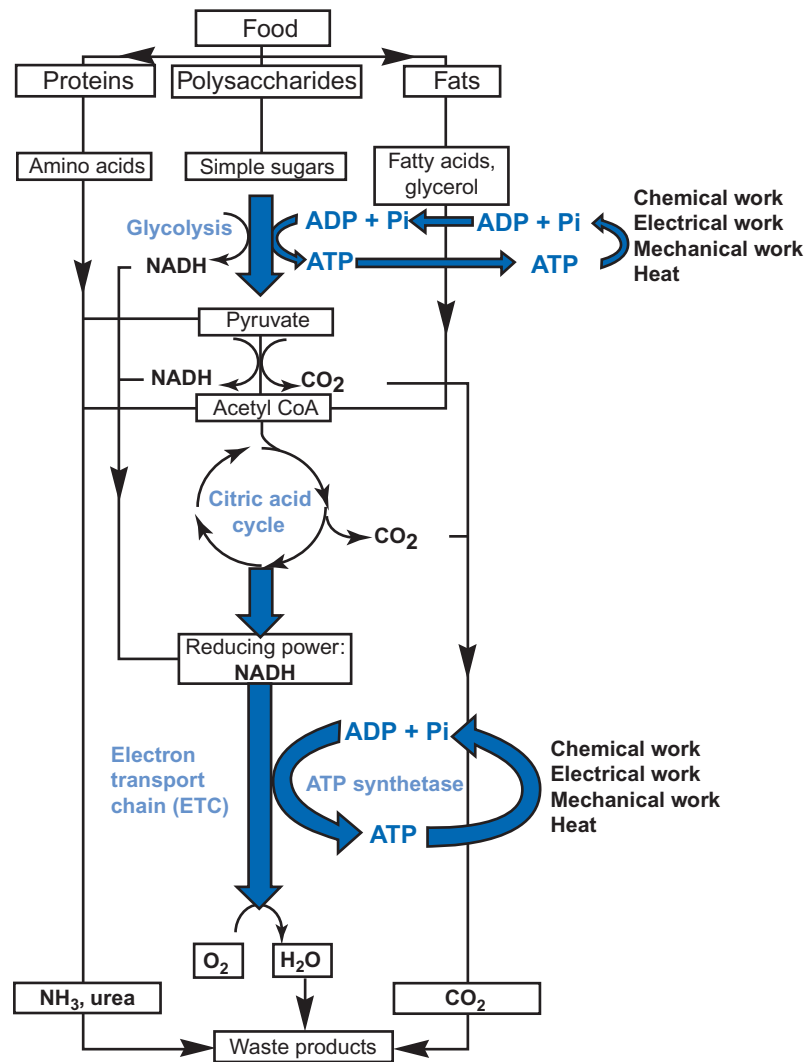 Food
Proteins
Polysaccharides
Fats
Amino acids
Simple sugars
Fatty acids,
glycerol
Glycolysis
ADP + Pi
ADP + Pi
Chemical work
Electrical work
Mechanical work
Heat
NADH
ATP
ATP
Pyruvate
NADH
CO2
Acetyl CoA
Citric acid
cycle
CO2
Reducing power:
NADH
Electron
transport
chain (ETC)
ADP + Pi
ATP synthetase
ATP
Chemical work
Electrical work
Mechanical work
Heat
O2
H2O
NH3, urea
CO2
Waste products